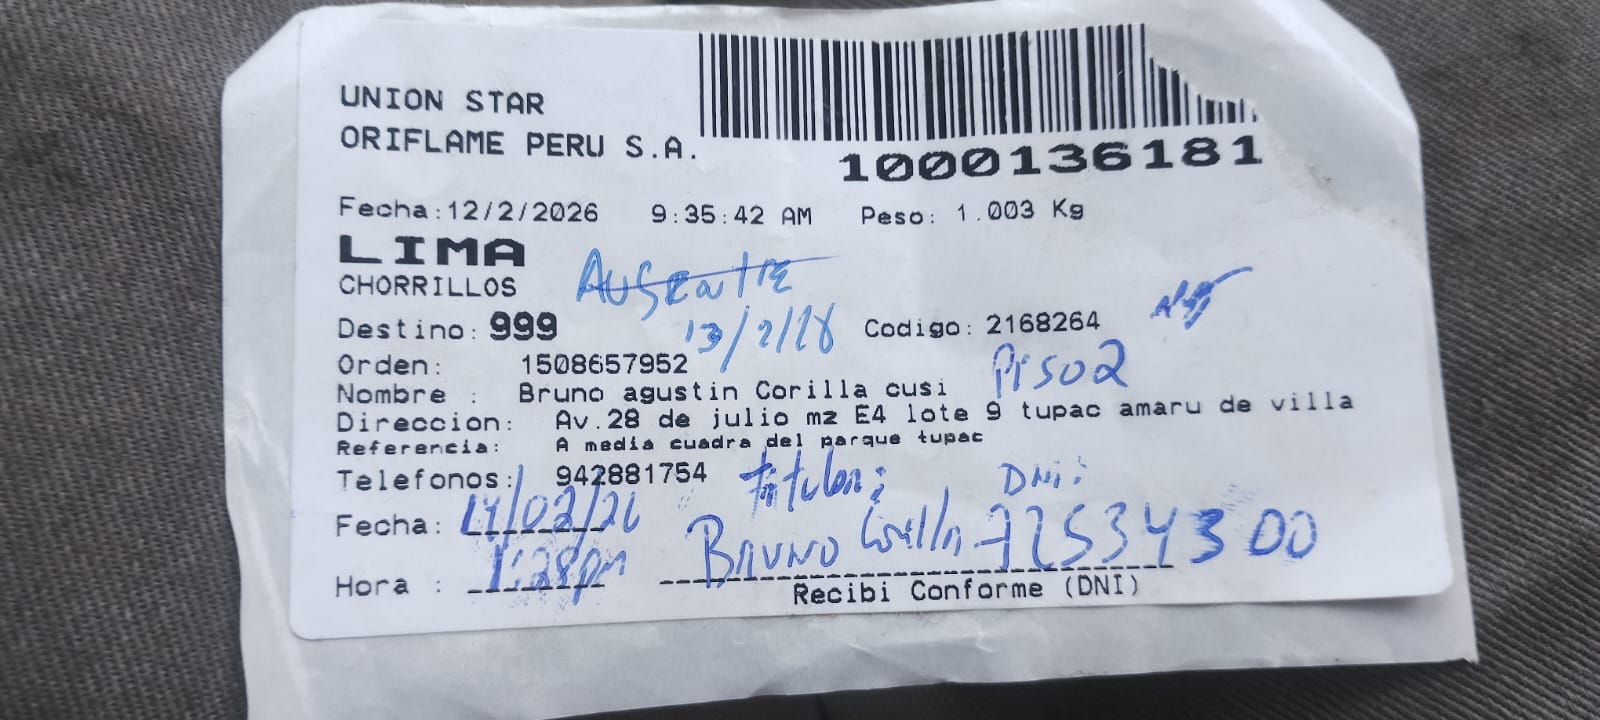 UNION STAR
ORIFLAME PERU S.A.
1000136181
Fecha:12/2/2026 9:35:42 AM Peso: 1.003 Kg
LIMA
CHORRILLOS
Ausente
13/2/26
Destino: 999 Codigo: 2168264
Orden: 1508657952
Piso 2
Nombre : Bruno agustin Corilla cusi
Direccion: Av.28 de julio mz E4 lote 9 tupac amaru de villa
Referencia: A media cuadra del parque tupac
Telefonos: 942881754
Titular: DNI:
Fecha: 14/02/26
BRUNO Corilla 72534300
Hora : 1:28pm
Recibi Conforme (DNI)